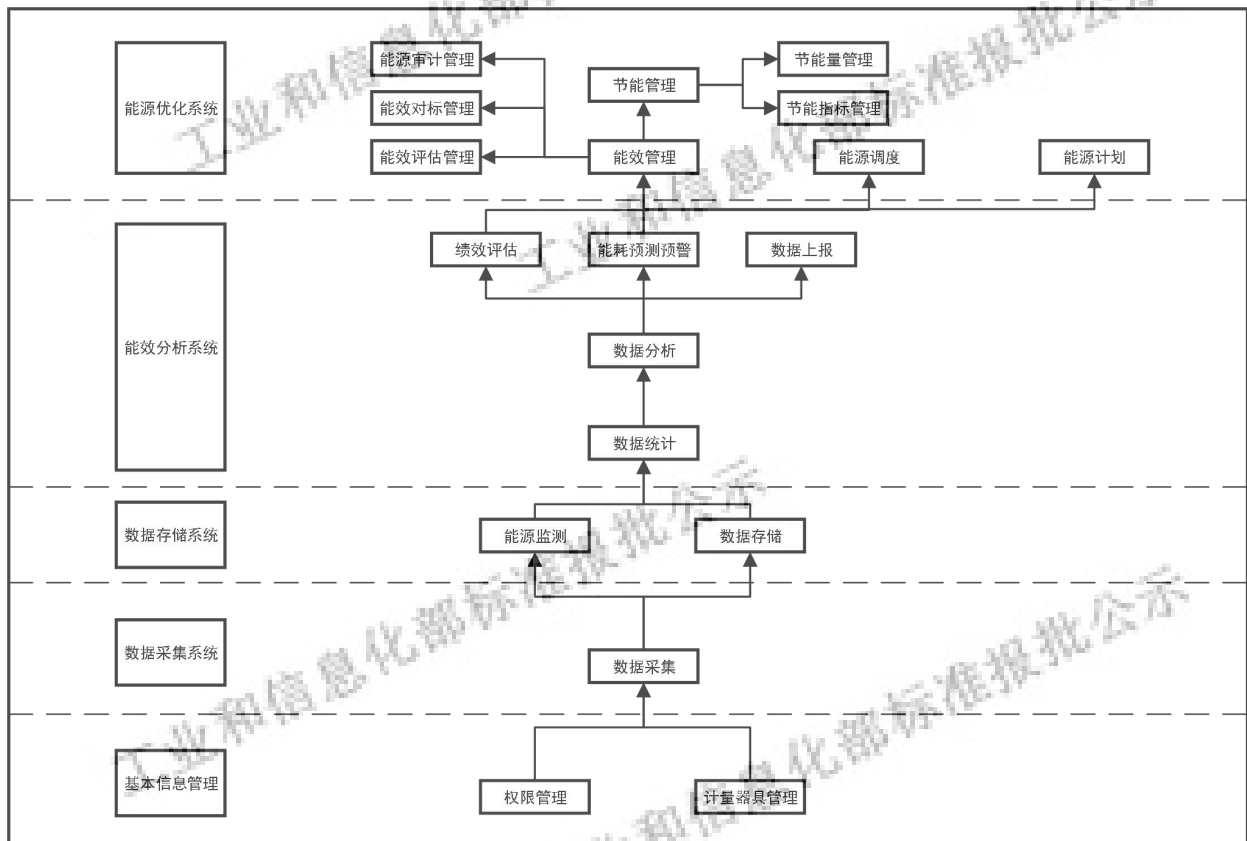 能源优化系统
能源审计管理
能效对标管理
能效评估管理
节能管理
能效管理
节能量管理
节能指标管理
能源调度
能源计划
能效分析系统
绩效评估
能耗预测预警
数据上报
数据分析
数据统计
数据存储系统
能源监测
数据存储
数据采集系统
数据采集
基本信息管理
权限管理
计量器具管理
工业和信息化部
工业和信息化部标准报批公示
工业和信息化部标准报批公示
和信息化部标准报批公示